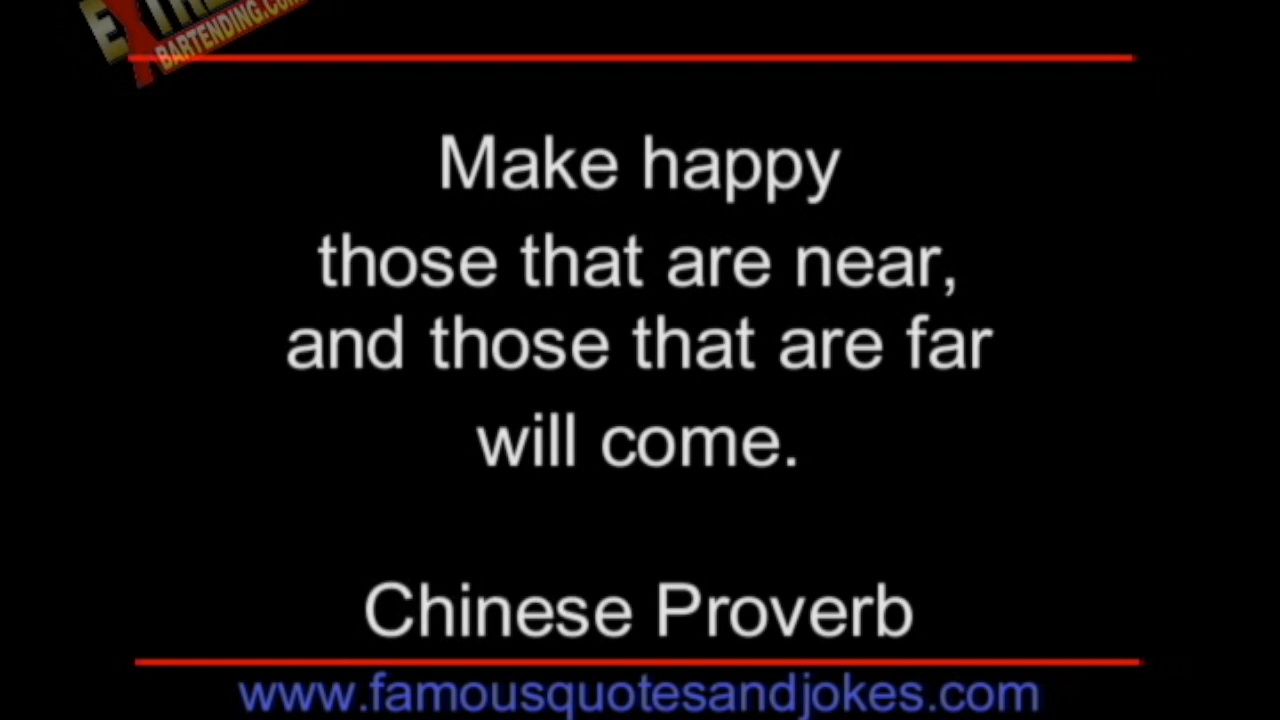 BARTENDING.COM
Make happy
those that are near,
and those that are far
will come.
Chinese Proverb
www.famousquotesandjokes.com